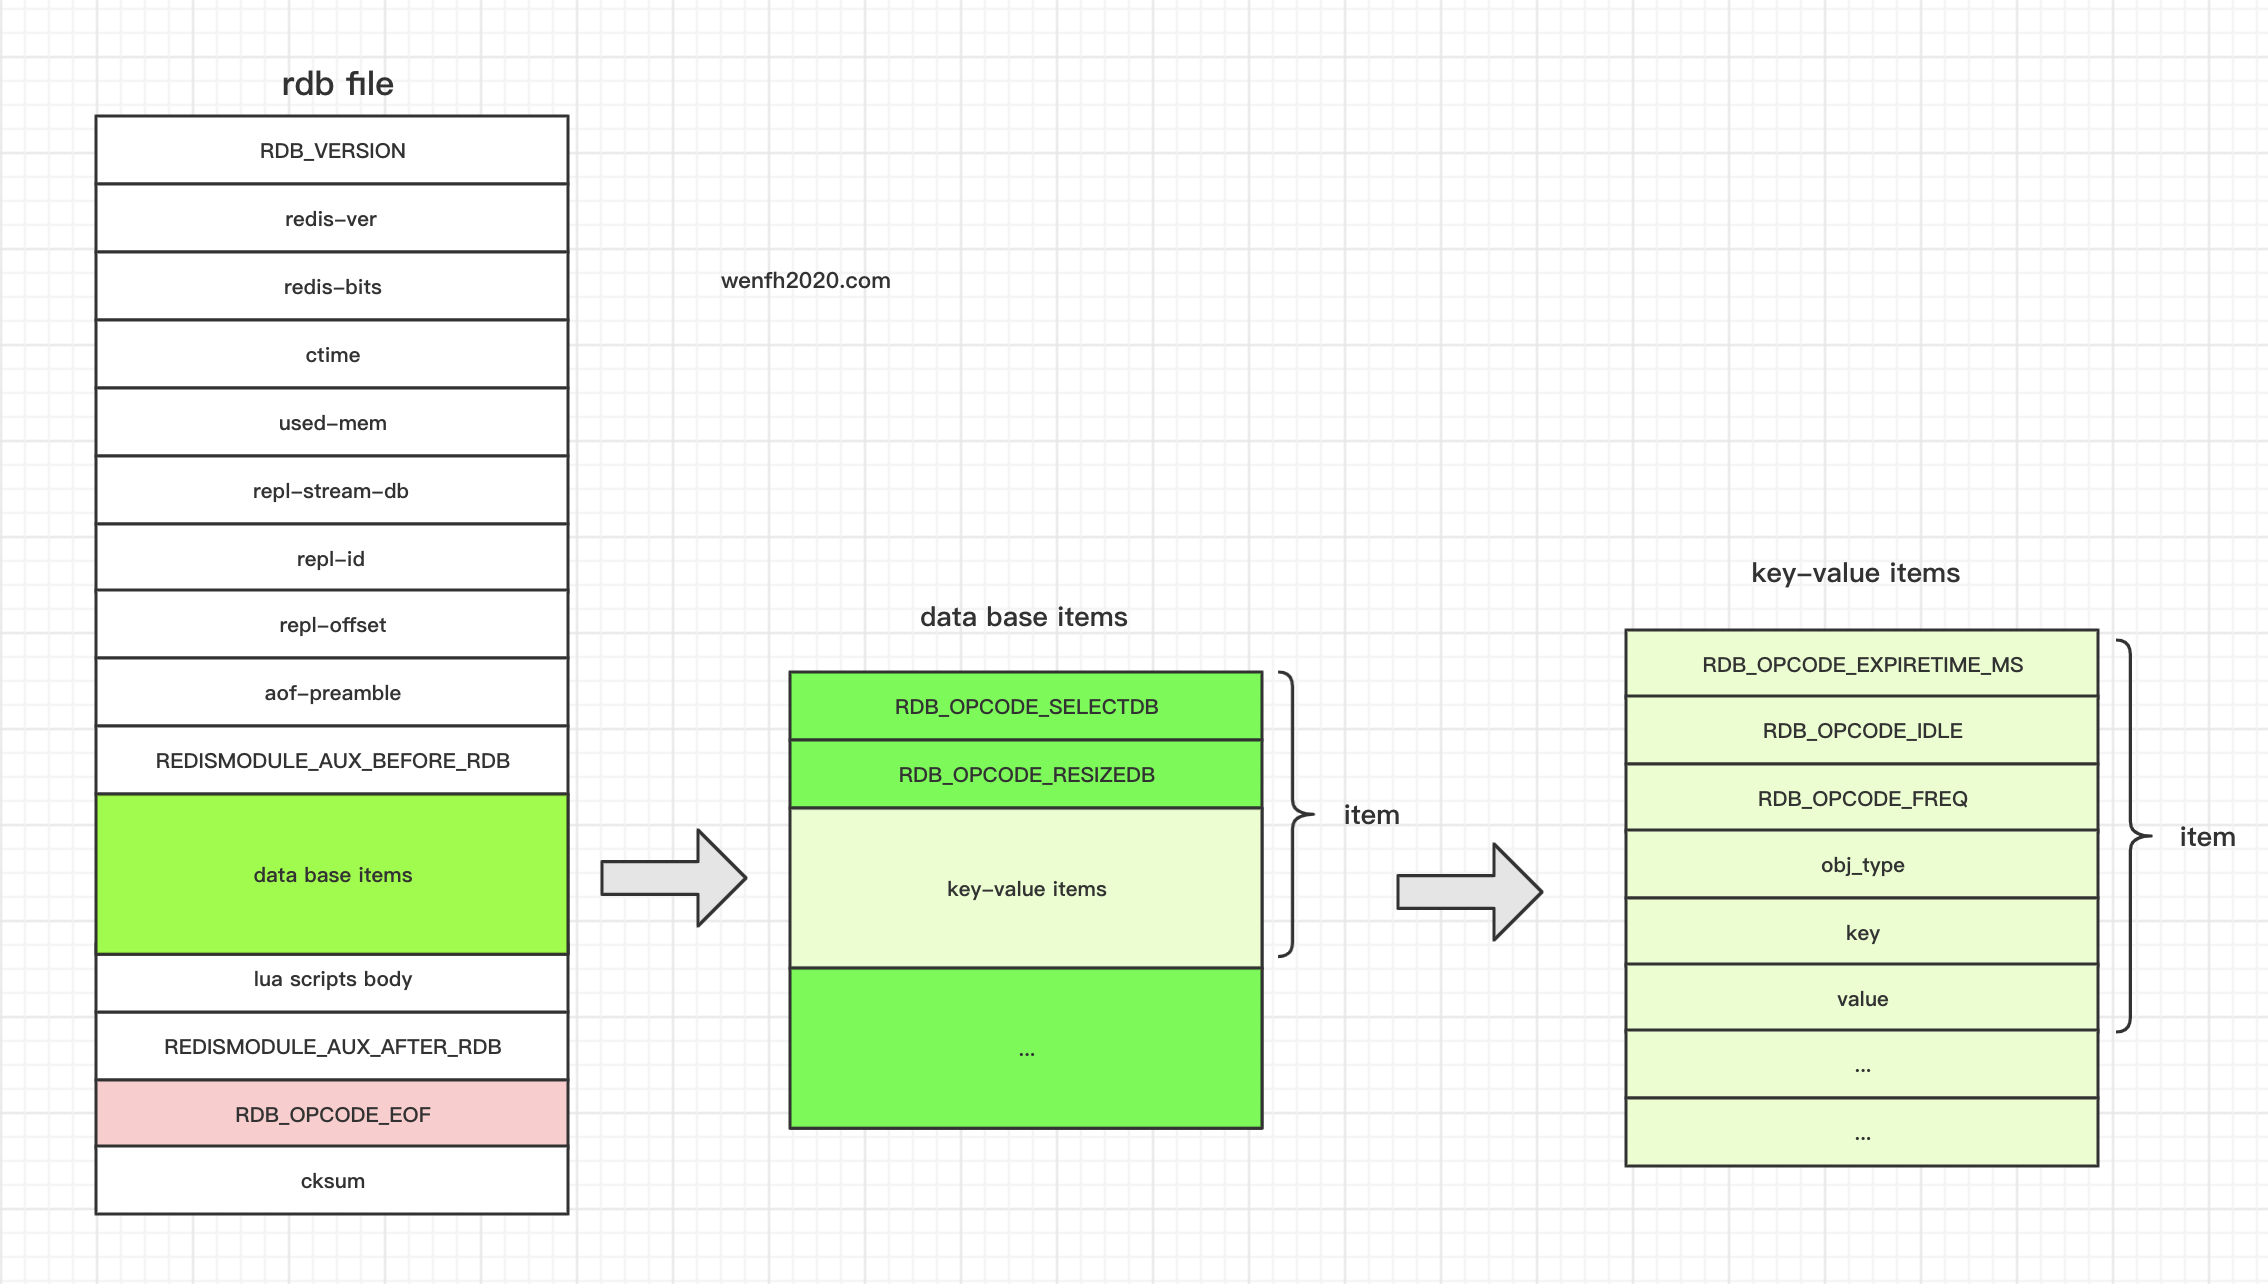 rdb file
RDB_VERSION
redis-ver
redis-bits
ctime
used-mem
repl-stream-db
repl-id
repl-offset
aof-preamble
REDISMODULE_AUX_BEFORE_RDB
data base items
lua scripts body
REDISMODULE_AUX_AFTER_RDB
RDB_OPCODE_EOF
cksum
wenfh2020.com
data base items
RDB_OPCODE_SELECTDB
RDB_OPCODE_RESIZEDB
key-value items
...
item
key-value items
RDB_OPCODE_EXPIRETIME_MS
RDB_OPCODE_IDLE
RDB_OPCODE_FREQ
obj_type
key
value
...
...
item